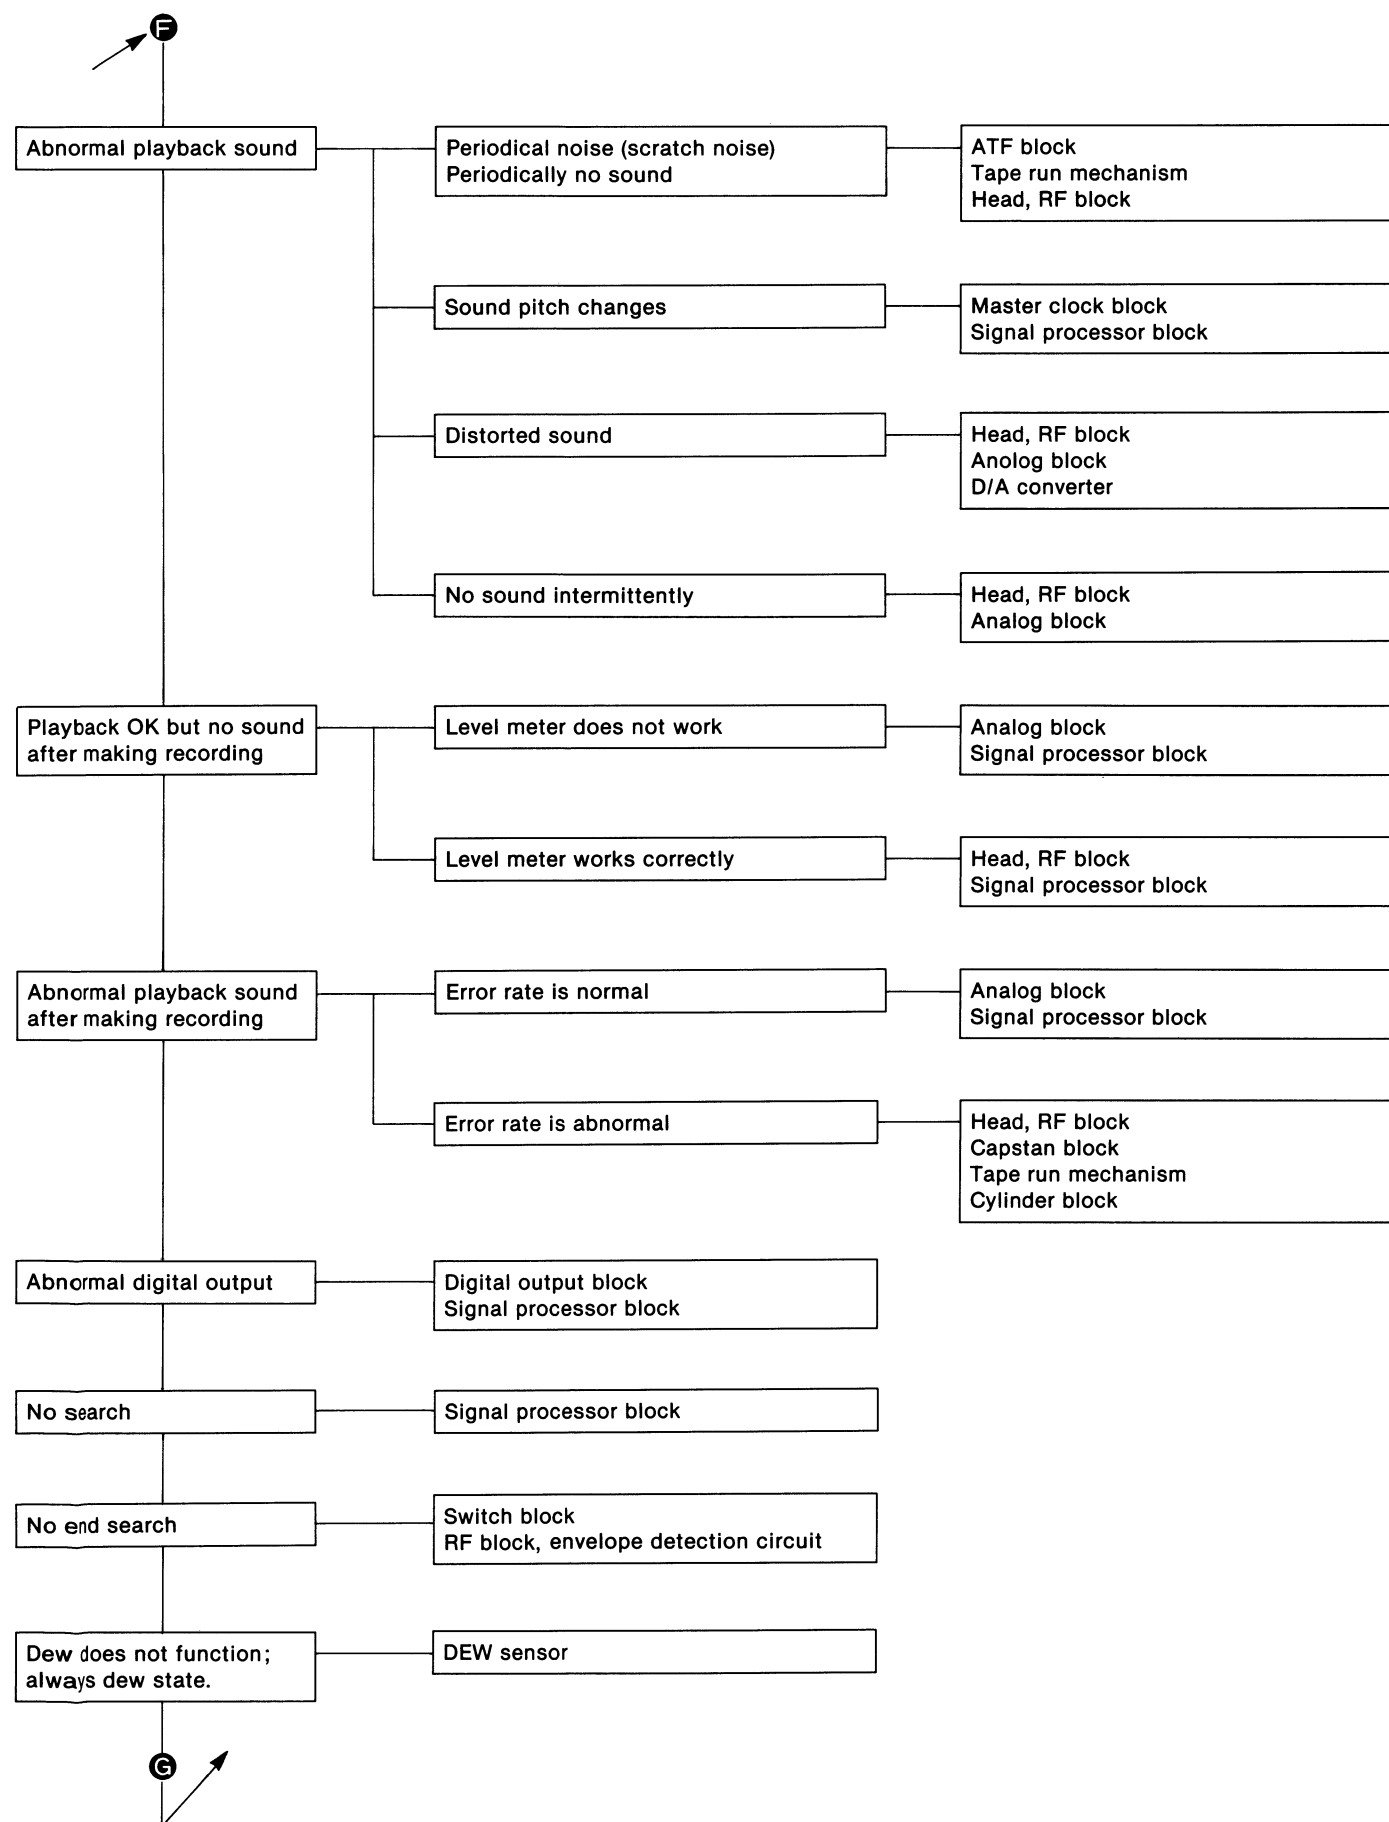 F
Abnormal playback sound
Periodical noise (scratch noise)
Periodically no sound
ATF block
Tape run mechanism
Head, RF block
Sound pitch changes
Master clock block
Signal processor block
Distorted sound
Head, RF block
Anolog block
D/A converter
No sound intermittently
Head, RF block
Analog block
Playback OK but no sound
after making recording
Level meter does not work
Analog block
Signal processor block
Level meter works correctly
Head, RF block
Signal processor block
Abnormal playback sound
after making recording
Error rate is normal
Analog block
Signal processor block
Error rate is abnormal
Head, RF block
Capstan block
Tape run mechanism
Cylinder block
Abnormal digital output
Digital output block
Signal processor block
No search
Signal processor block
No end search
Switch block
RF block, envelope detection circuit
Dew does not function;
always dew state.
DEW sensor
G